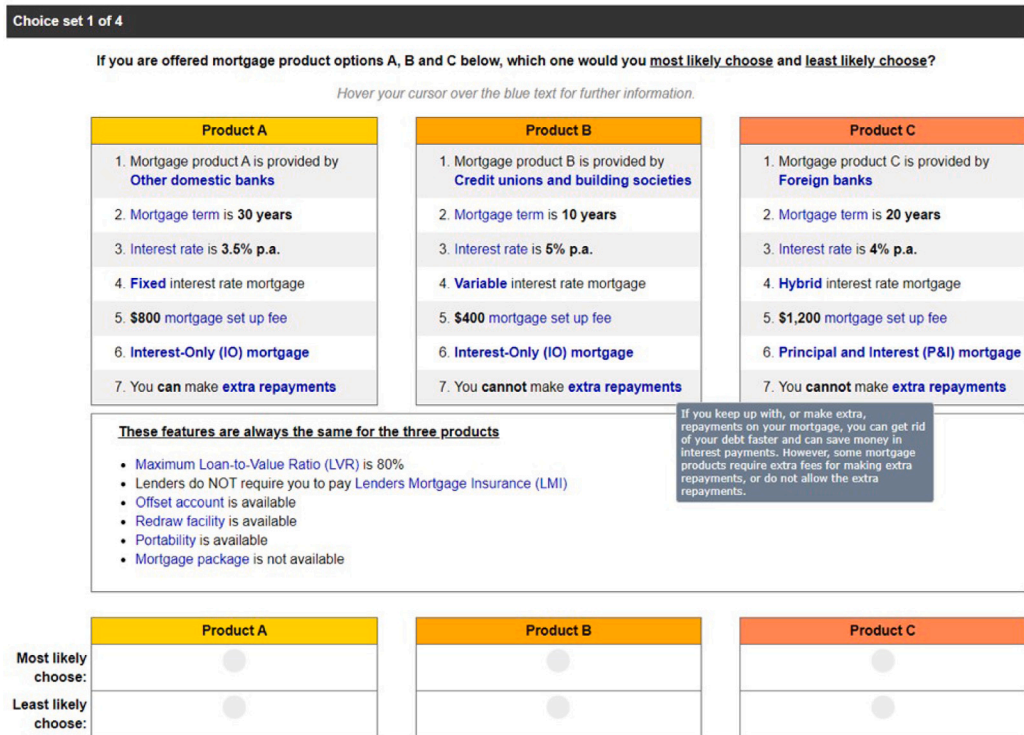 Choice set 1 of 4
If you are offered mortgage product options A, B and C below, which one would you most likely choose and least likely choose?
Hover your cursor over the blue text for further information.
Product A
1. Mortgage product A is provided by
Other domestic banks
2. Mortgage term is 30 years
3. Interest rate is 3.5% p.a.
4. Fixed interest rate mortgage
5. $800 mortgage set up fee
6. Interest-Only (IO) mortgage
7. You can make extra repayments
Product B
1. Mortgage product B is provided by
Credit unions and building societies
2. Mortgage term is 10 years
3. Interest rate is 5% p.a.
4. Variable interest rate mortgage
5. $400 mortgage set up fee
6. Interest-Only (IO) mortgage
7. You cannot make extra repayments
Product C
1. Mortgage product C is provided by
Foreign banks
2. Mortgage term is 20 years
3. Interest rate is 4% p.a.
4. Hybrid interest rate mortgage
5. $1,200 mortgage set up fee
6. Principal and Interest (P&I) mortgage
7. You cannot make extra repayments
If you keep up with, or make extra,
repayments on your mortgage, you can get rid
of your debt faster and can save money in
interest payments. However, some mortgage
products require extra fees for making extra
repayments, or do not allow the extra
repayments.
These features are always the same for the three products
• Maximum Loan-to-Value Ratio (LVR) is 80%
• Lenders do NOT require you to pay Lenders Mortgage Insurance (LMI)
• Offset account is available
• Redraw facility is available
• Portability is available
• Mortgage package is not available
Product A
Product B
Product C
Most likely
choose:
Least likely
choose: